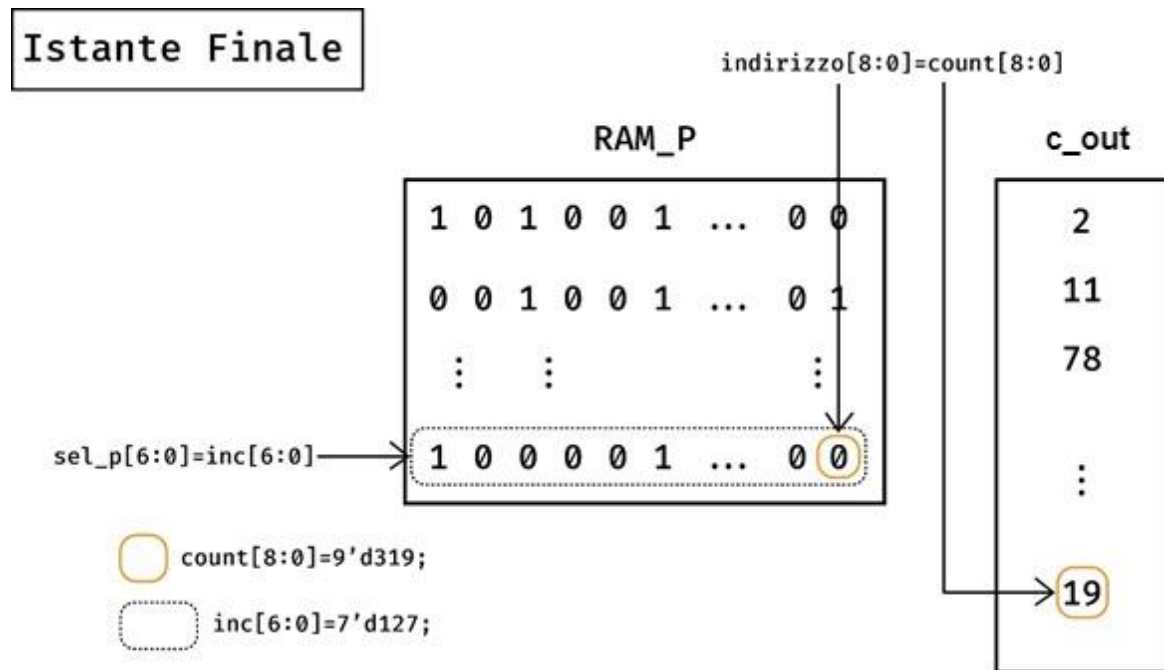 Istante Finale
indirizzo[8:0]=count[8:0]
RAM_P
c_out
1 0 1 0 0 1 ... 0 0
2
0 0 1 0 0 1 ... 0 1
11
78
⋮ ⋮ ⋮
sel_p[6:0]=inc[6:0]
1 0 0 0 0 1 ... 0 0
⋮
count[8:0]=9’d319;
19
inc[6:0]=7’d127;